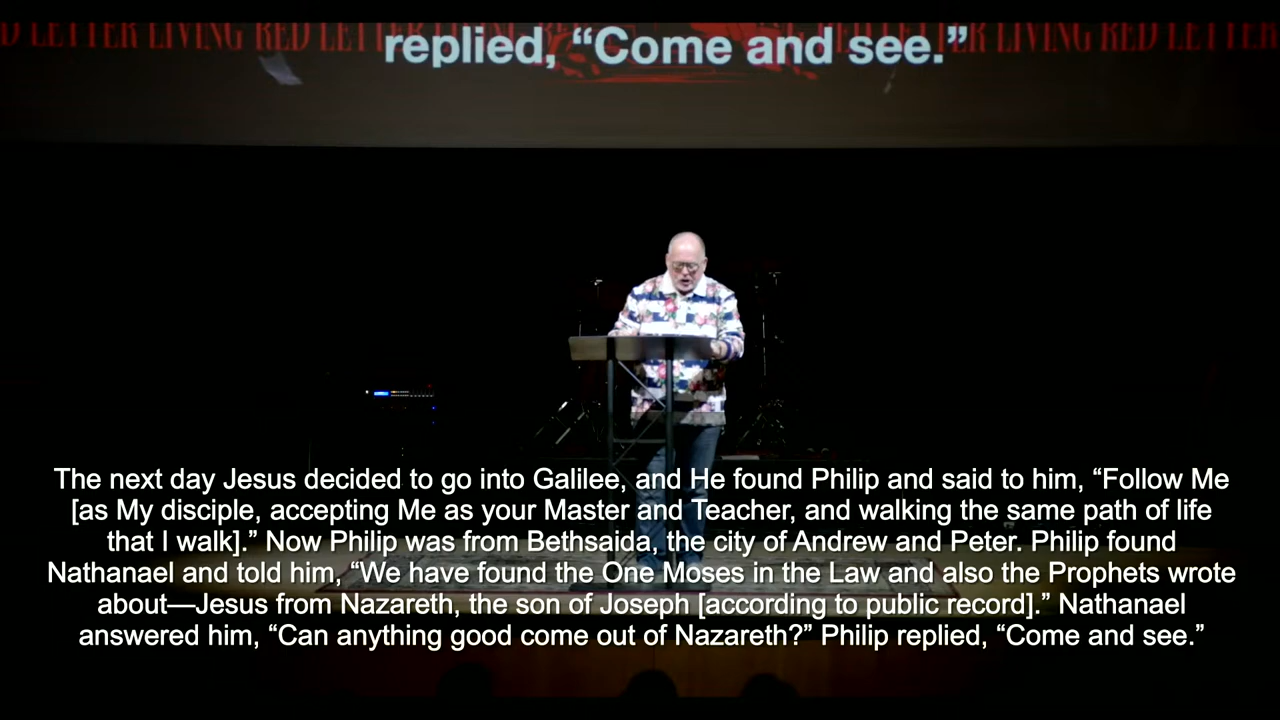 D LETTER LIVING RED LETTER LIVING RED LETTER
replied, “Come and see.”
The next day Jesus decided to go into Galilee, and He found Philip and said to him, “Follow Me
[as My disciple, accepting Me as your Master and Teacher, and walking the same path of life
that I walk].” Now Philip was from Bethsaida, the city of Andrew and Peter. Philip found
Nathanael and told him, “We have found the One Moses in the Law and also the Prophets wrote
about—Jesus from Nazareth, the son of Joseph [according to public record].” Nathanael
answered him, “Can anything good come out of Nazareth?” Philip replied, “Come and see.”